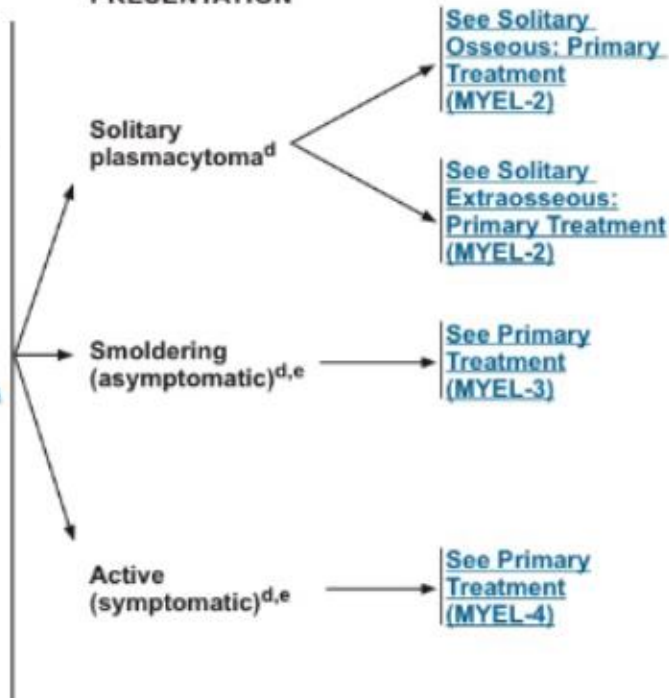 PRESENTATION
See Solitary
Osseous: Primary
Treatment
(MYEL-2)
Solitary
plasmacytomaᵈ
See Solitary
Extraosseous:
Primary Treatment
(MYEL-2)
Smoldering
(asymptomatic)ᵈ,ᵉ
See Primary
Treatment
(MYEL-3)
Active
(symptomatic)ᵈ,ᵉ
See Primary
Treatment
(MYEL-4)